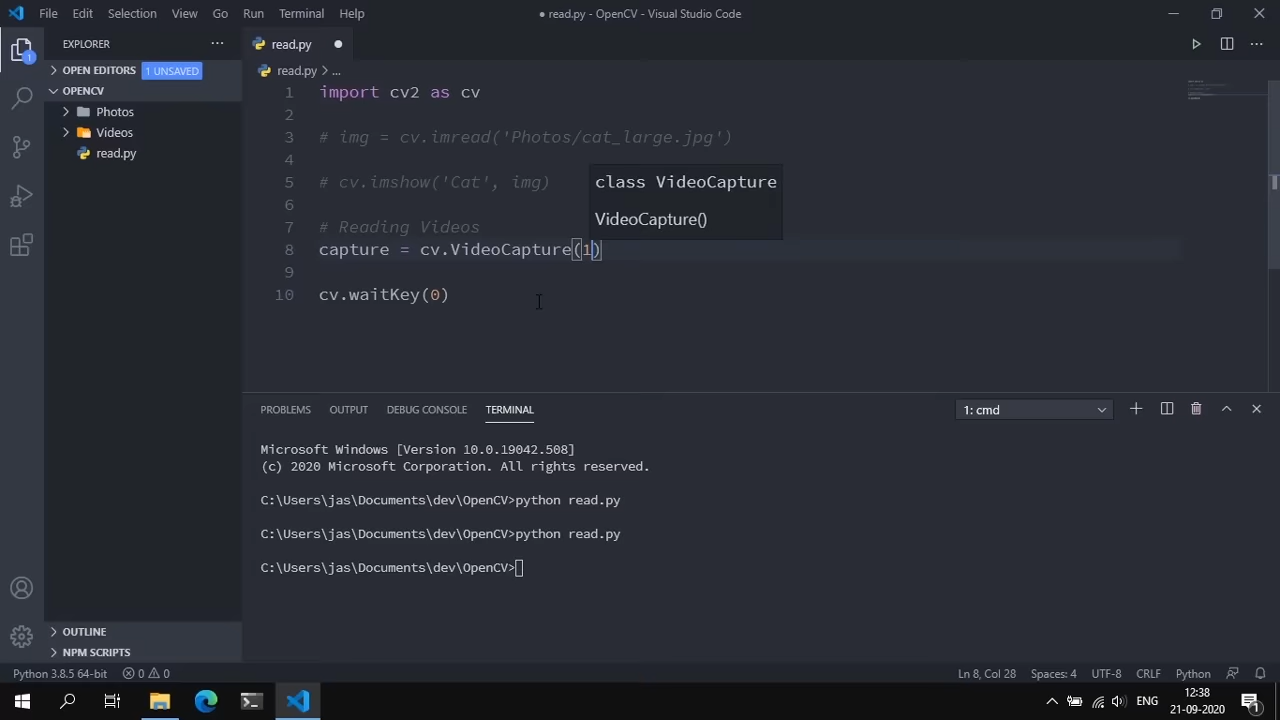 File Edit Selection View Go Run Terminal Help
● read.py - OpenCV - Visual Studio Code
EXPLORER ...
read.py ●
1
OPEN EDITORS 1 UNSAVED
OPENCV
Photos
Videos
read.py
read.py > ...
1 import cv2 as cv
2
3 # img = cv.imread('Photos/cat_large.jpg')
4
5 # cv.imshow('Cat', img)
6
7 # Reading Videos
8 capture = cv.VideoCapture(1)
9
10 cv.waitKey(0)
class VideoCapture
VideoCapture()
PROBLEMS OUTPUT DEBUG CONSOLE TERMINAL
1: cmd
Microsoft Windows [Version 10.0.19042.508]
(c) 2020 Microsoft Corporation. All rights reserved.
C:\Users\jas\Documents\dev\OpenCV>python read.py
C:\Users\jas\Documents\dev\OpenCV>python read.py
C:\Users\jas\Documents\dev\OpenCV>
OUTLINE
NPM SCRIPTS
Python 3.8.5 64-bit 0 0
Ln 8, Col 28 Spaces: 4 UTF-8 CRLF Python
ENG
12:38
21-09-2020
1